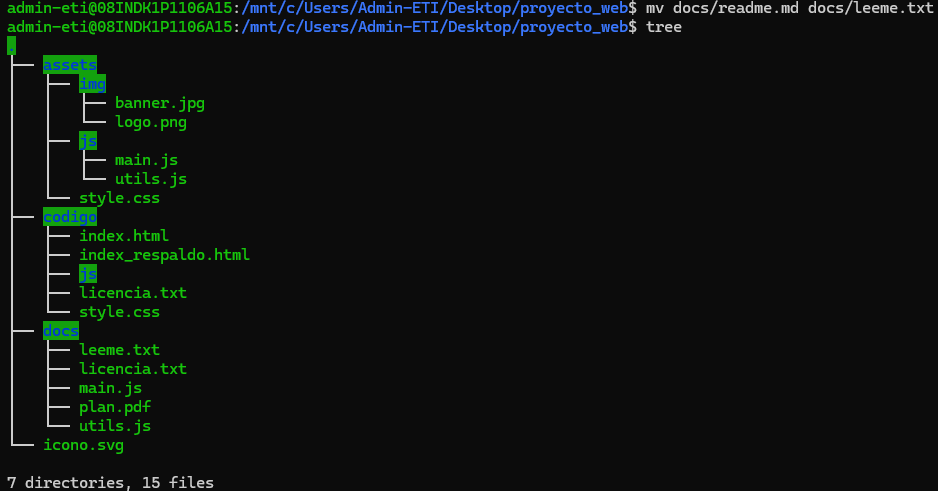 admin-eti@08INDK1P1106A15:/mnt/c/Users/Admin-ETI/Desktop/proyecto_web$ mv docs/readme.md docs/leeme.txt
admin-eti@08INDK1P1106A15:/mnt/c/Users/Admin-ETI/Desktop/proyecto_web$ tree
.
├── assets
│   ├── img
│   │   ├── banner.jpg
│   │   └── logo.png
│   ├── js
│   │   ├── main.js
│   │   └── utils.js
│   └── style.css
├── codigo
│   ├── index.html
│   ├── index_respaldo.html
│   ├── js
│   ├── licencia.txt
│   └── style.css
├── docs
│   ├── leeme.txt
│   ├── licencia.txt
│   ├── main.js
│   ├── plan.pdf
│   └── utils.js
└── icono.svg
7 directories, 15 files